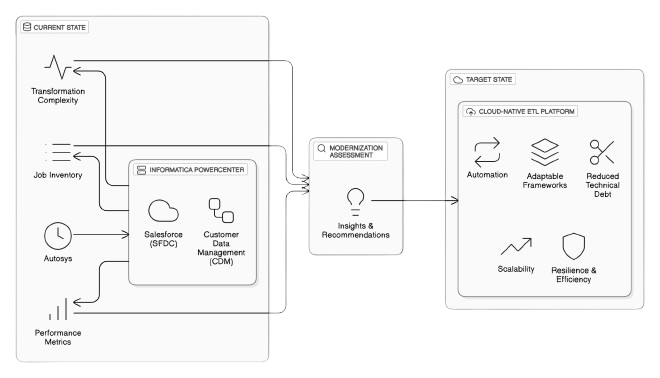 CURRENT STATE
Transformation
Complexity
Job Inventory
Autosys
Performance
Metrics
INFORMATICA POWERCENTER
Salesforce
(SFDC)
Customer
Data
Management
(CDM)
MODERNIZATION
ASSESSMENT
Insights &
Recommendations
TARGET STATE
CLOUD-NATIVE ETL PLATFORM
Automation
Adaptable
Frameworks
Reduced
Technical
Debt
Scalability
Resilience &
Efficiency